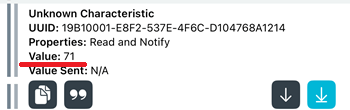 Unknown Characteristic
UUID: 19B10001-E8F2-537E-4F6C-D104768A1214
Properties: Read and Notify
Value: 71
Value Sent: N/A